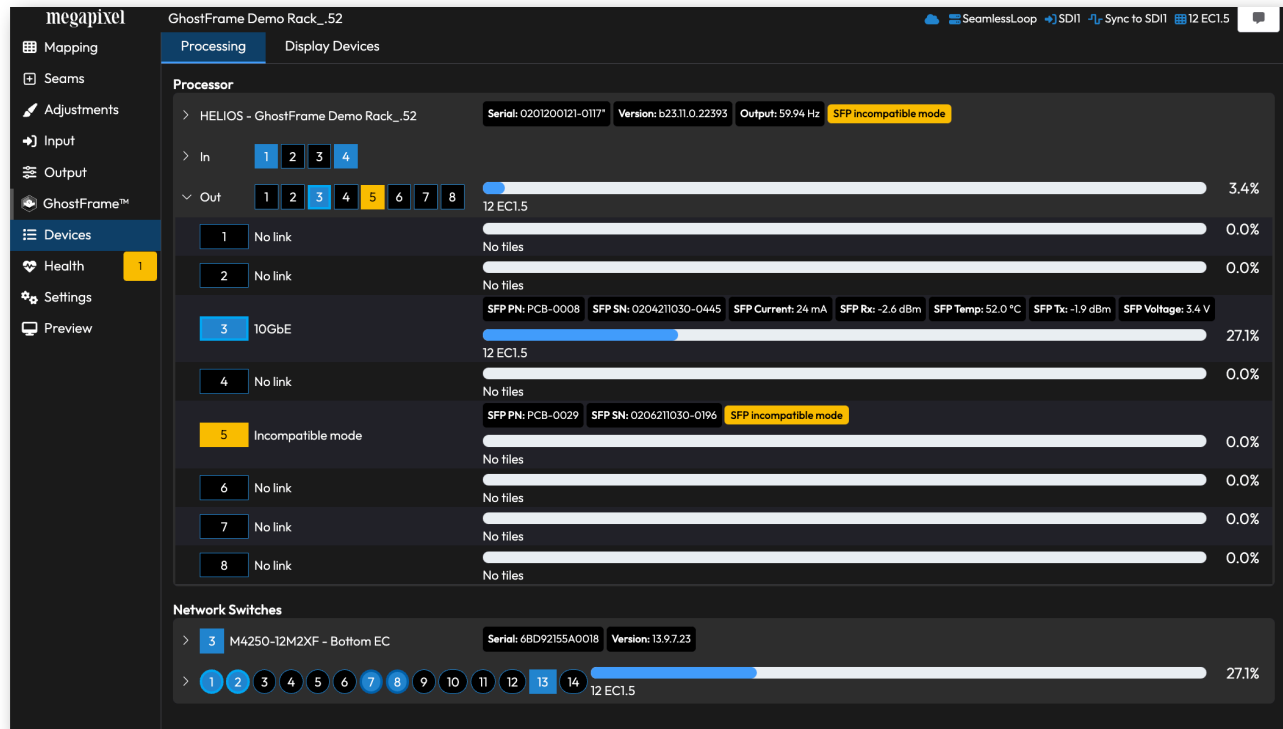 megapixel
GhostFrame Demo Rack_.52
SeamlessLoop SDI1 Sync to SDI1 12 EC1.5
Mapping
Seams
Adjustments
Input
Output
GhostFrame™
Devices
Health 1
Settings
Preview
Processing Display Devices
Processor
HELIOS - GhostFrame Demo Rack_.52 Serial: 0201200121-0117" Version: b23.11.0.22393 Output: 59.94 Hz SFP incompatible mode
In 1 2 3 4
Out 1 2 3 4 5 6 7 8 3.4%
12 EC1.5
1 No link 0.0%
No tiles
2 No link 0.0%
No tiles
SFP PN: PCB-0008 SFP SN: 0204211030-0445 SFP Current: 24 mA SFP Rx: -2.6 dBm SFP Temp: 52.0 °C SFP Tx: -1.9 dBm SFP Voltage: 3.4 V
3 10GbE 27.1%
12 EC1.5
4 No link 0.0%
No tiles
SFP PN: PCB-0029 SFP SN: 0206211030-0196 SFP incompatible mode
5 Incompatible mode 0.0%
No tiles
6 No link 0.0%
No tiles
7 No link 0.0%
No tiles
8 No link 0.0%
No tiles
Network Switches
3 M4250-12M2XF - Bottom EC Serial: 6BD92155A0018 Version: 13.9.7.23
1 2 3 4 5 6 7 8 9 10 11 12 13 14 27.1%
12 EC1.5